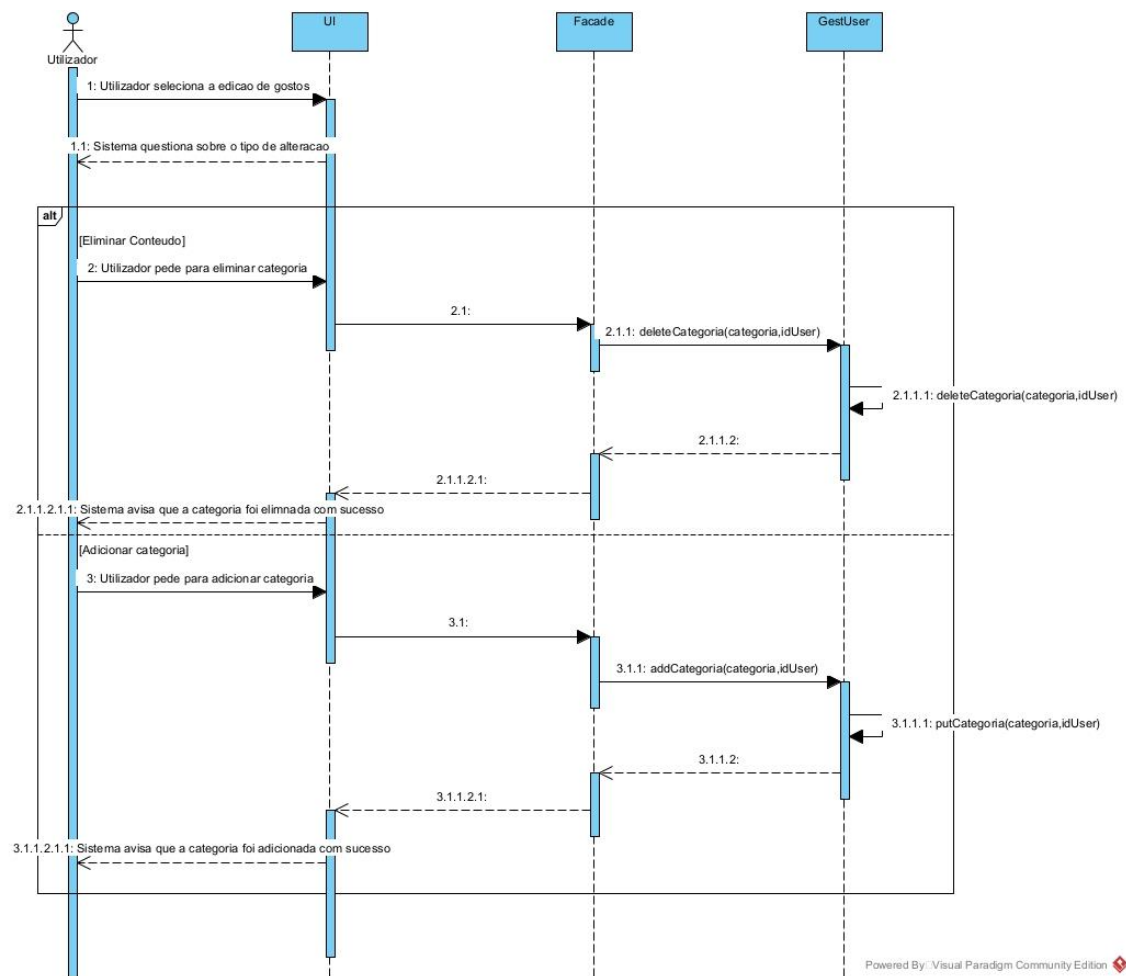 UI
Facade
GestUser
Utilizador
1: Utilizador seleciona a edicao de gostos
1.1: Sistema questiona sobre o tipo de alteracao
alt
[Eliminar Conteudo]
2: Utilizador pede para eliminar categoria
2.1:
2.1.1: deleteCategoria(categoria,idUser)
2.1.1.1: deleteCategoria(categoria,idUser)
2.1.1.2:
2.1.1.2.1:
2.1.1.2.1.1: Sistema avisa que a categoria foi elimnada com sucesso
[Adicionar categoria]
3: Utilizador pede para adicionar categoria
3.1:
3.1.1: addCategoria(categoria,idUser)
3.1.1.1: putCategoria(categoria,idUser)
3.1.1.2:
3.1.1.2.1:
3.1.1.2.1.1: Sistema avisa que a categoria foi adicionada com sucesso
Powered By Visual Paradigm Community Edition